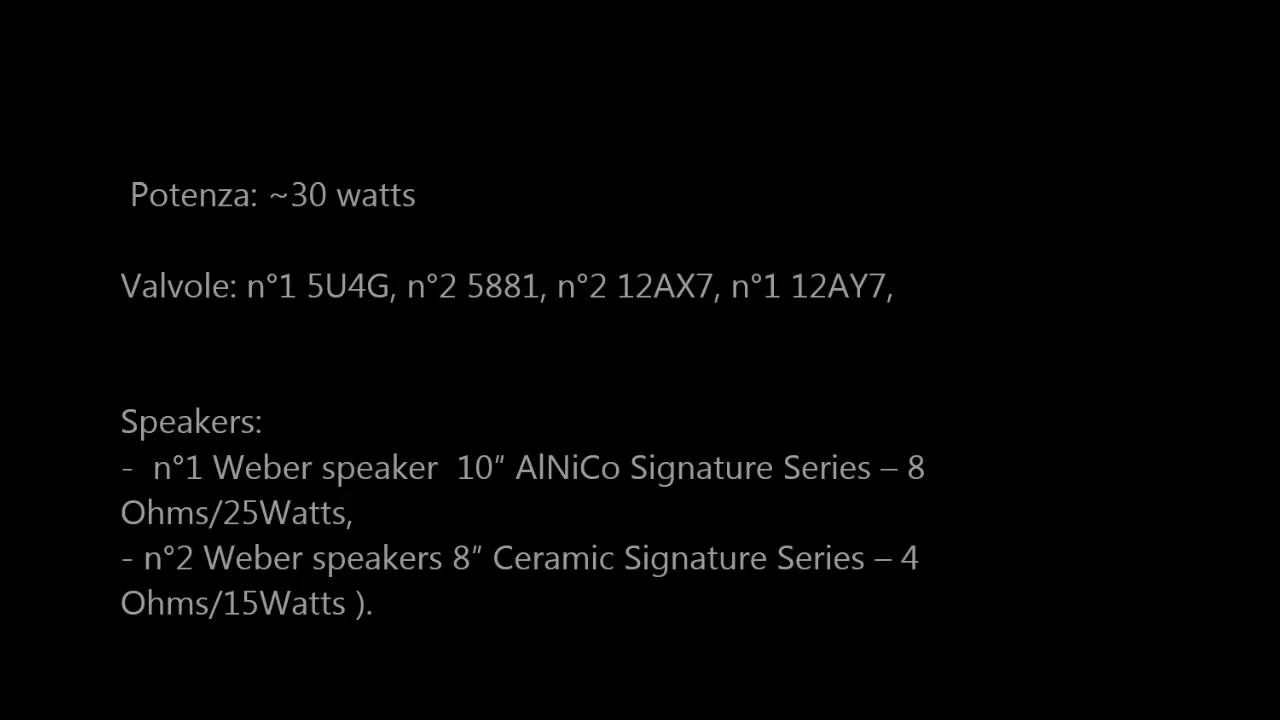 Potenza: ~30 watts
Valvole: n°1 5U4G, n°2 5881, n°2 12AX7, n°1 12AY7,
Speakers:
-  n°1 Weber speaker  10″ AlNiCo Signature Series – 8
Ohms/25Watts,
- n°2 Weber speakers 8″ Ceramic Signature Series – 4
Ohms/15Watts ).